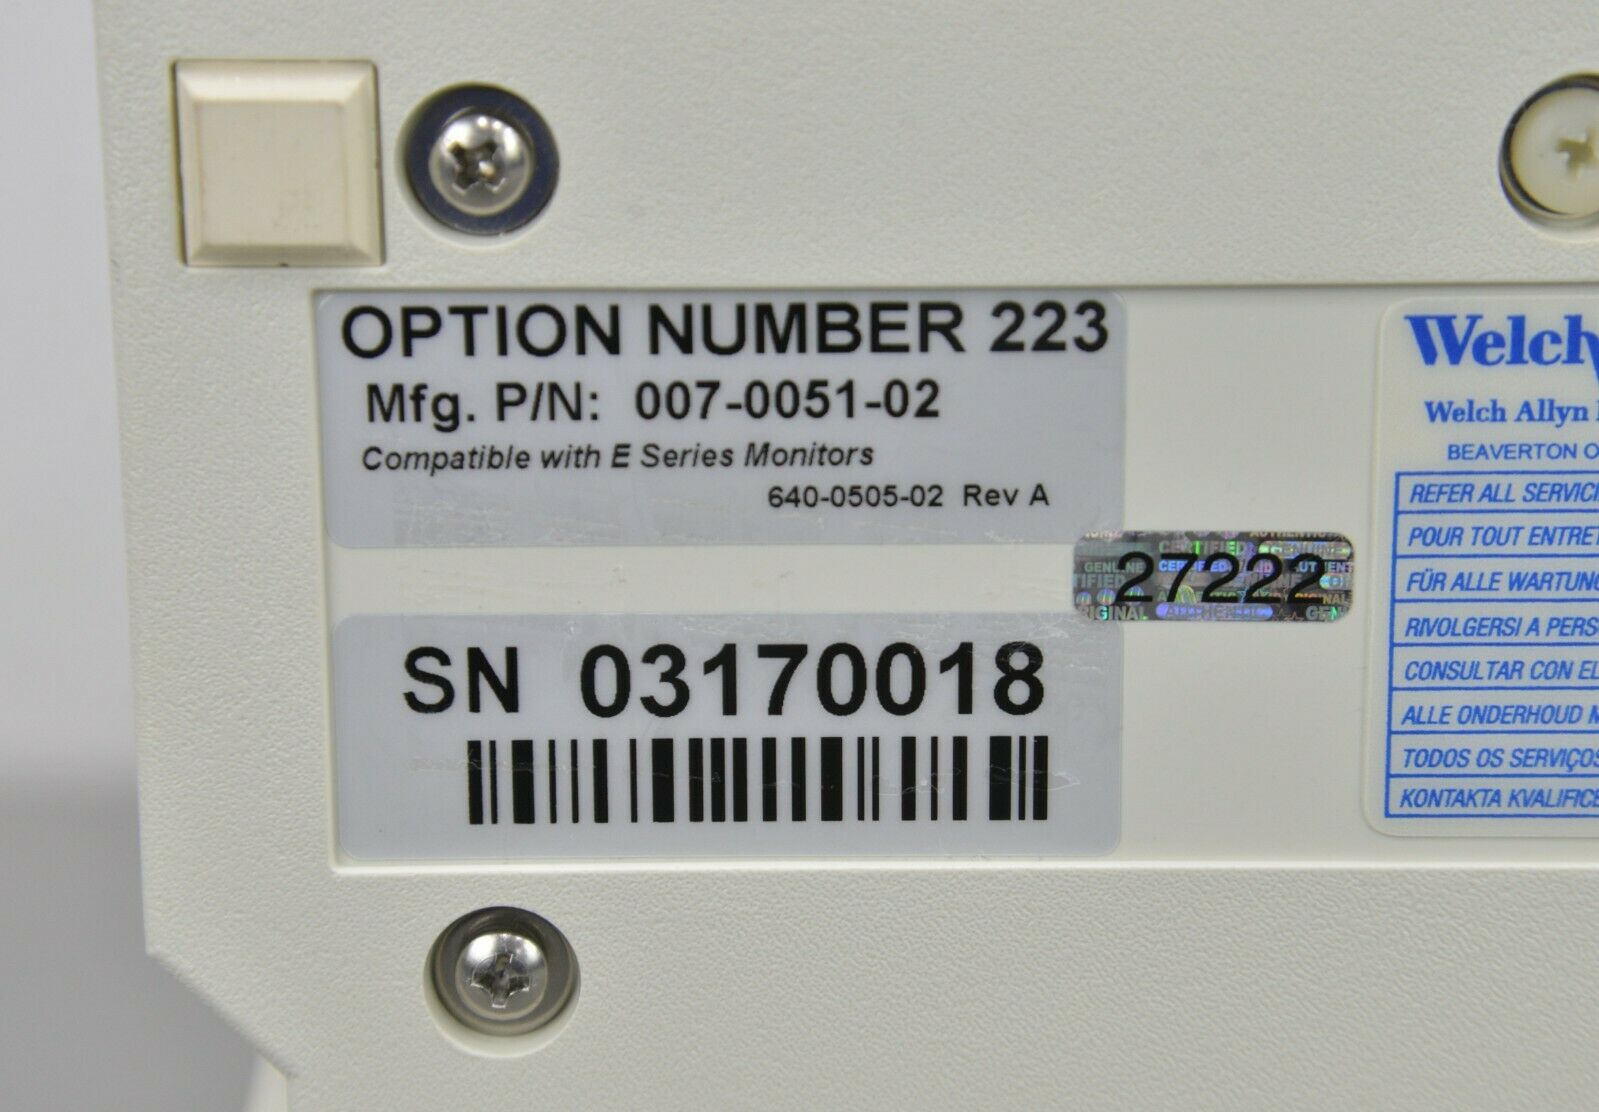 OPTION NUMBER 223
Mfg. P/N: 007-0051-02
Compatible with E Series Monitors
640-0505-02 Rev A
27222
SN 03170018
Welch
Welch Allyn
BEAVERTON O
REFER ALL SERVICI
POUR TOUT ENTRET
FÜR ALLE WARTUNG
RIVOLGERSI A PERS
CONSULTAR CON EL
ALLE ONDERHOUD M
TODOS OS SERVIÇOS
KONTAKTA KVALIFICE